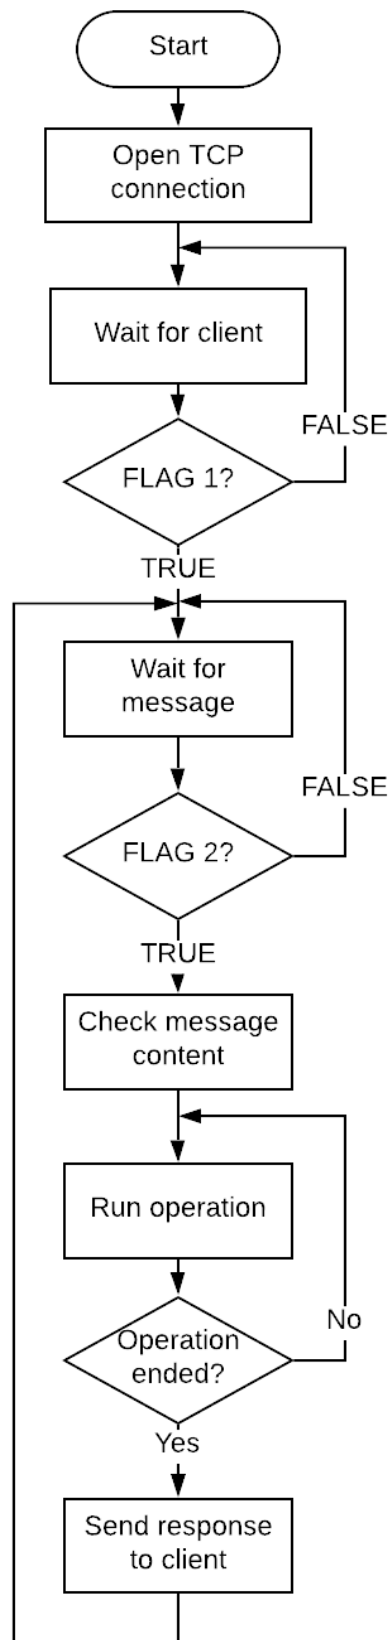 Start
Open TCP
connection
Wait for client
FLAG 1?
FALSE
TRUE
Wait for
message
FALSE
FLAG 2?
TRUE
Check message
content
Run operation
No
Operation
ended?
Yes
Send response
to client